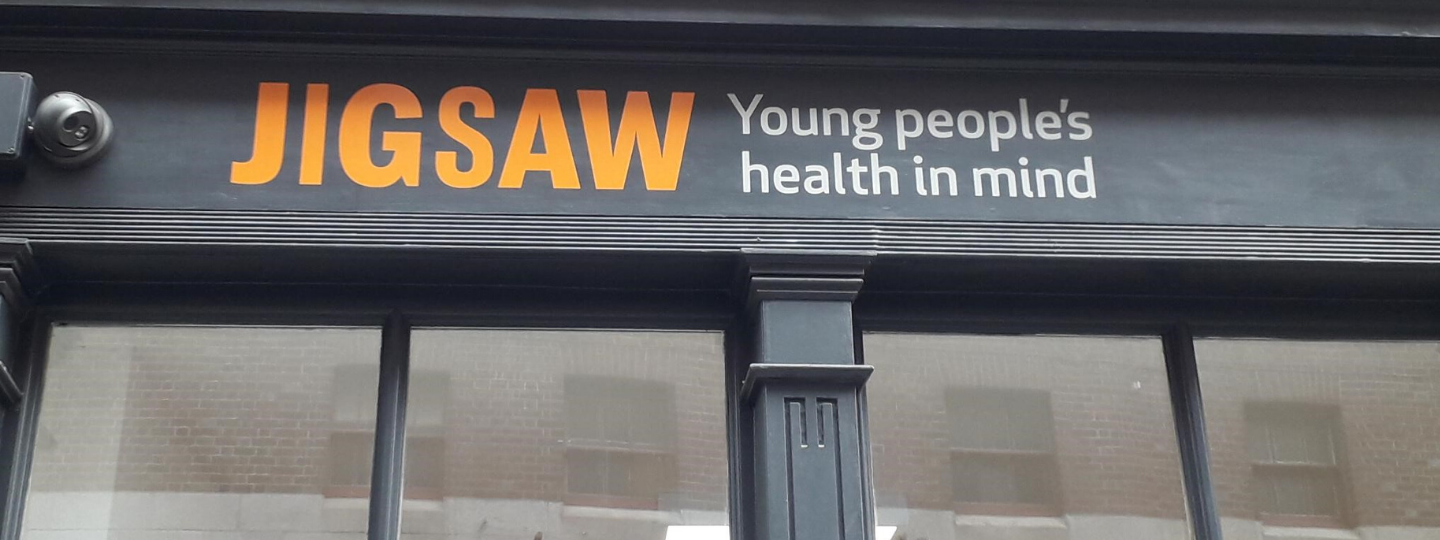 JIGSAW
Young people's
health in mind